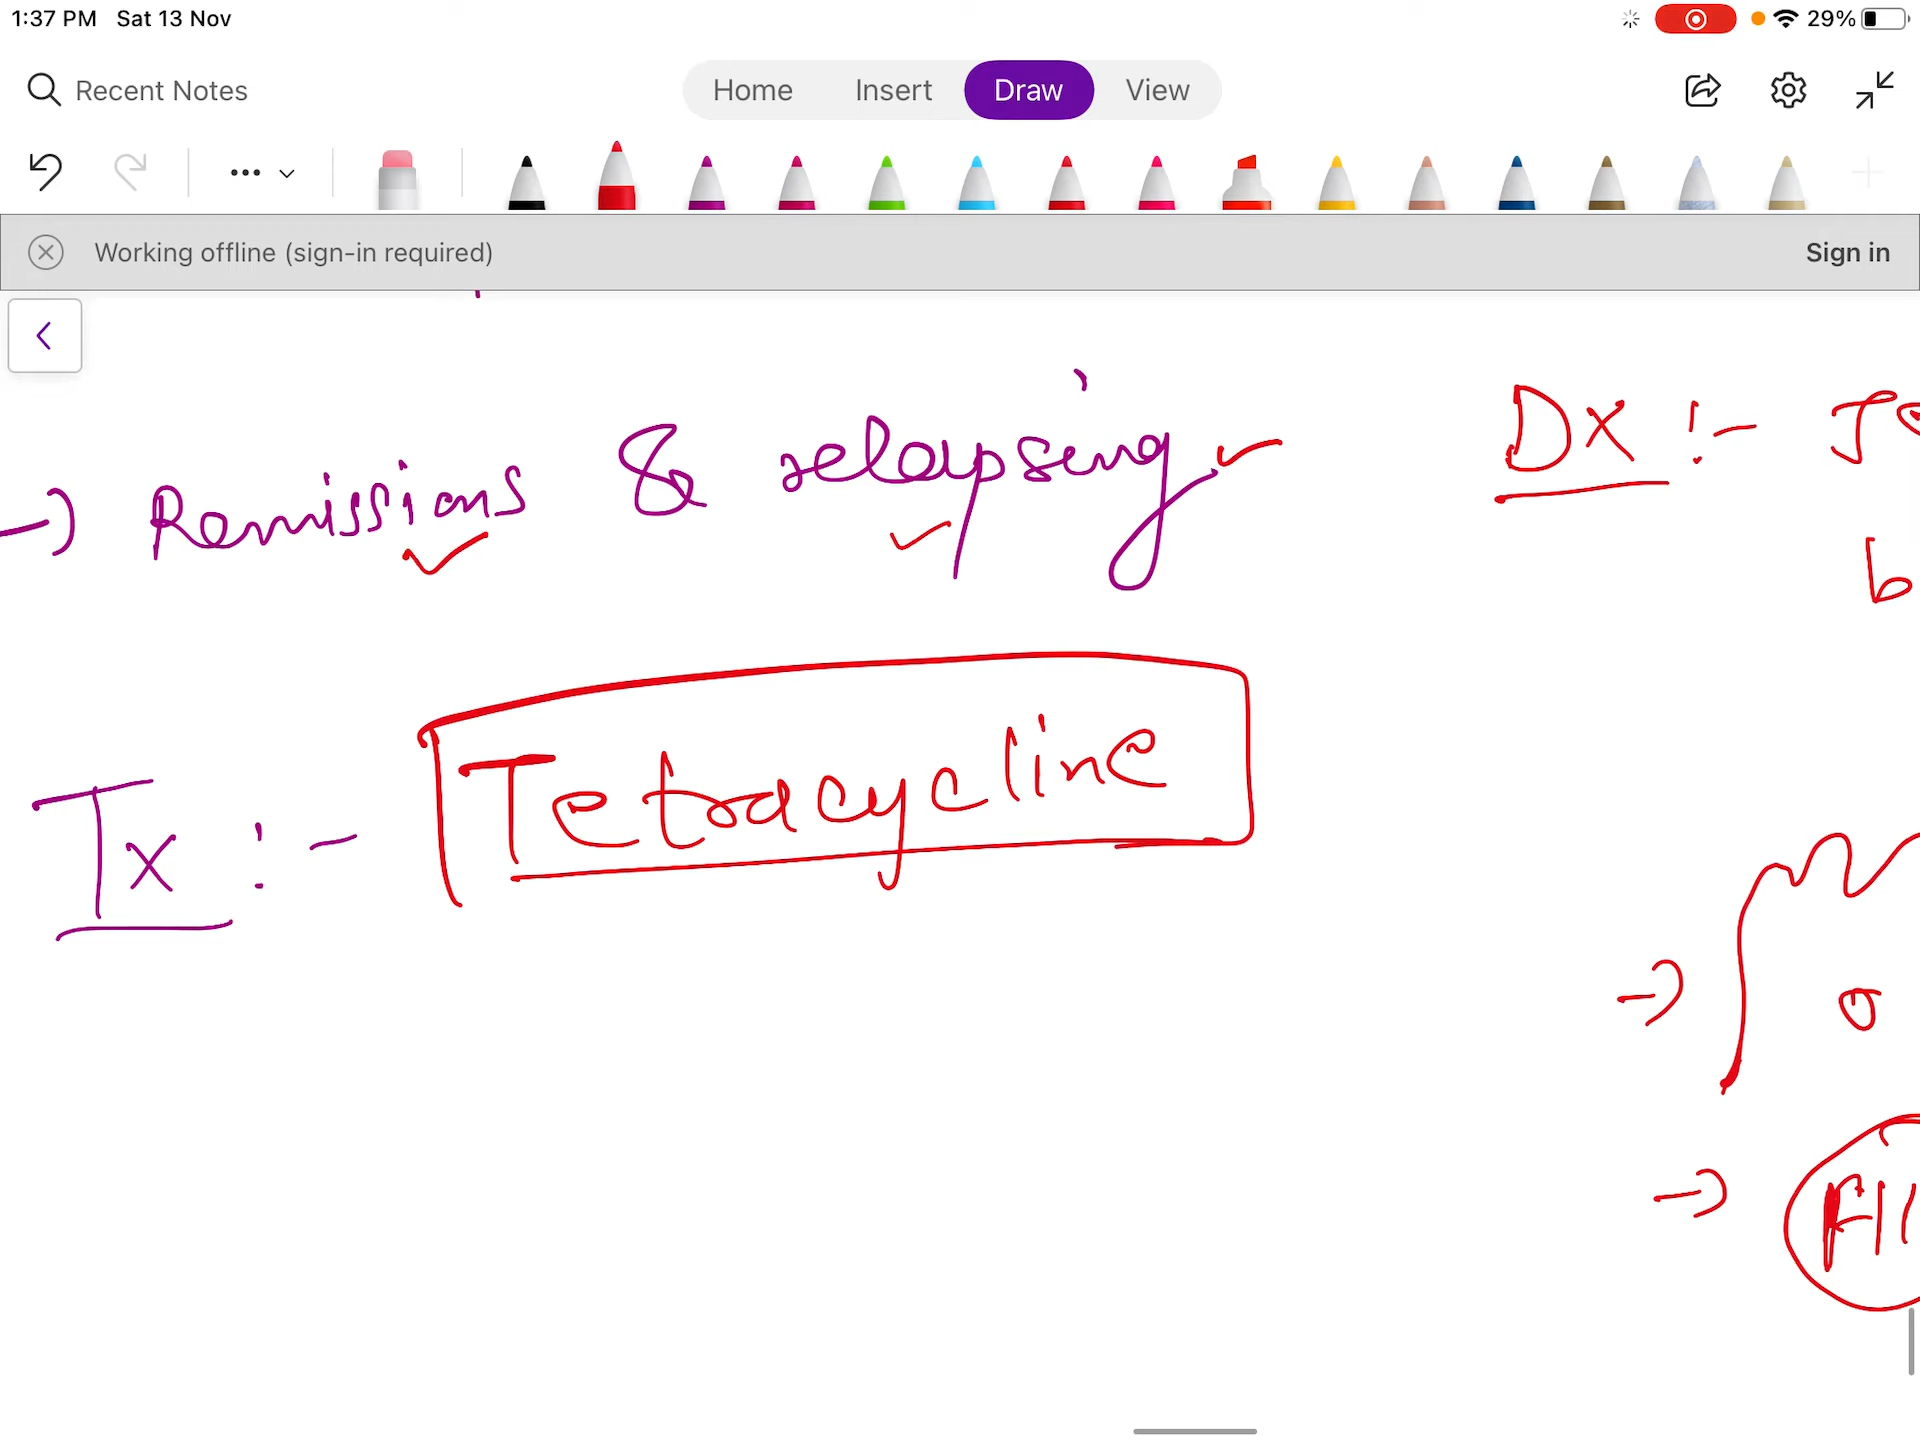 1:37 PM Sat 13 Nov 29%
Recent Notes Home Insert Draw View
Working offline (sign-in required) Sign in
→ Remissions & relapsing
Dx :- Je
b
Tx :- Tetracycline
→ o
→